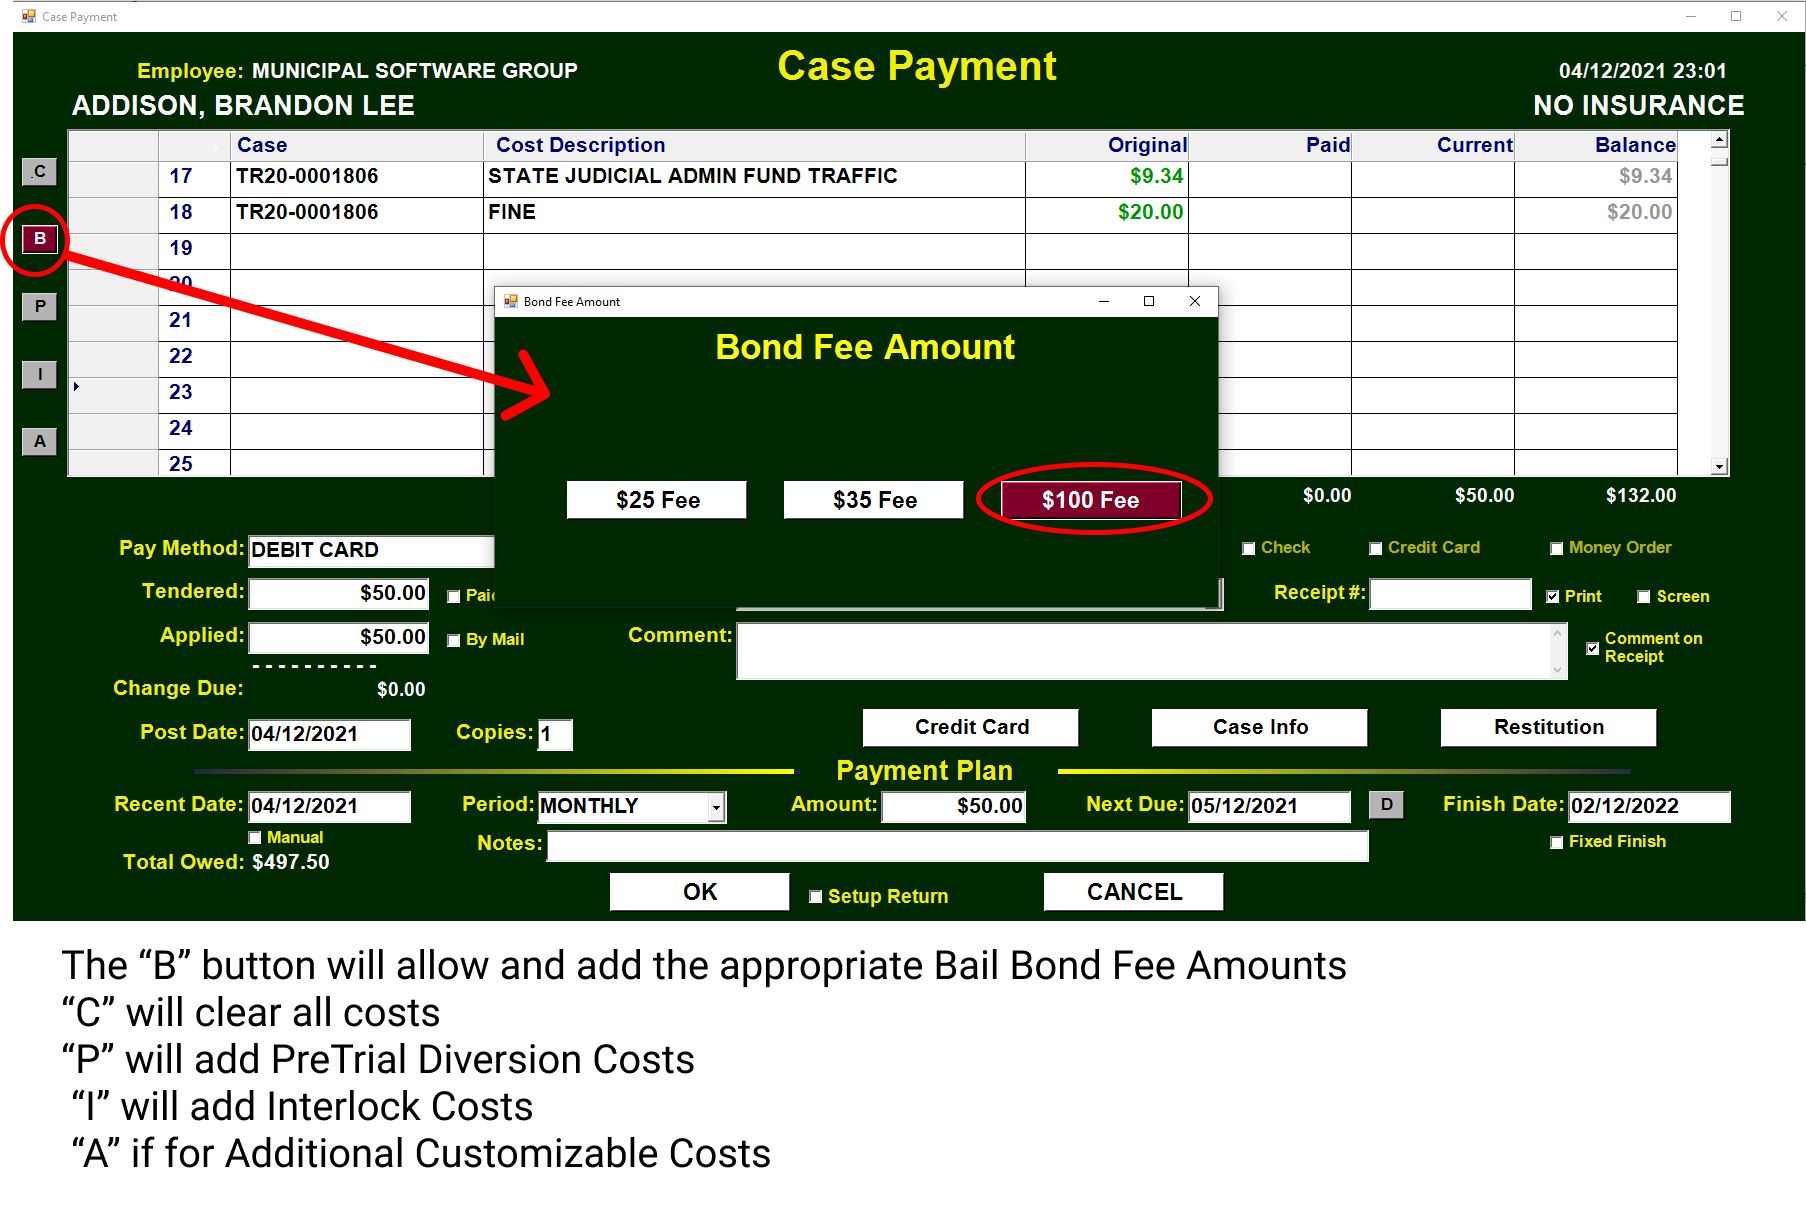 Case Payment
Case Payment
Employee: MUNICIPAL SOFTWARE GROUP
04/12/2021 23:01
ADDISON, BRANDON LEE
NO INSURANCE
Case Cost Description Original Paid Current Balance
.C
17 TR20-0001806 STATE JUDICIAL ADMIN FUND TRAFFIC $9.34 $9.34
18 TR20-0001806 FINE $20.00 $20.00
B
19
20
P
21
22
I
23
24
A
25
Bond Fee Amount
Bond Fee Amount
$25 Fee $35 Fee $100 Fee
$0.00 $50.00 $132.00
Pay Method: DEBIT CARD
Check Credit Card Money Order
Tendered: $50.00 Paid
Receipt #: Print Screen
Applied: $50.00 By Mail Comment: Comment on
Receipt
----------
Change Due: $0.00
Post Date: 04/12/2021 Copies: 1 Credit Card Case Info Restitution
Payment Plan
Recent Date: 04/12/2021 Period: MONTHLY Amount: $50.00 Next Due: 05/12/2021 D Finish Date: 02/12/2022
Manual Notes: Fixed Finish
Total Owed: $497.50
OK Setup Return CANCEL
The “B” button will allow and add the appropriate Bail Bond Fee Amounts
“C” will clear all costs
“P” will add PreTrial Diversion Costs
“I” will add Interlock Costs
“A” if for Additional Customizable Costs